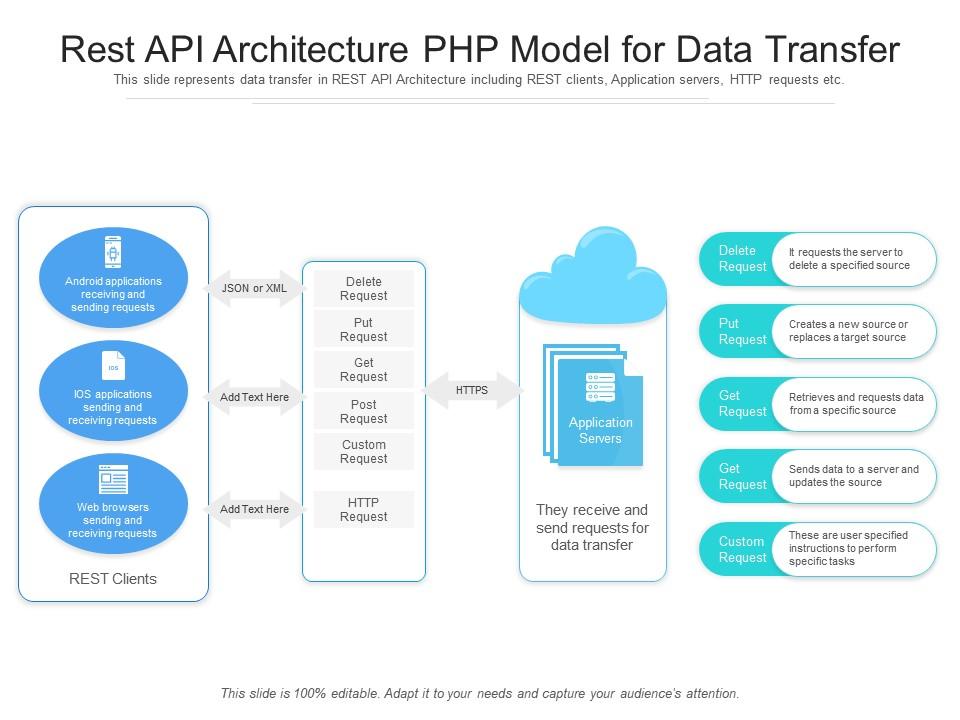 Rest API Architecture PHP Model for Data Transfer
This slide represents data transfer in REST API Architecture including REST clients, Application servers, HTTP requests etc.
Android applications
receiving and
sending requests
IOS
IOS applications
sending and
receiving requests
Web browsers
sending and
receiving requests
REST Clients
JSON or XML
Add Text Here
Add Text Here
Delete
Request
Put
Request
Get
Request
Post
Request
Custom
Request
HTTP
Request
HTTPS
Application
Servers
They receive and
send requests for
data transfer
Delete
Request
It requests the server to
delete a specified source
Put
Request
Creates a new source or
replaces a target source
Get
Request
Retrieves and requests data
from a specific source
Get
Request
Sends data to a server and
updates the source
Custom
Request
These are user specified
instructions to perform
specific tasks
This slide is 100% editable. Adapt it to your needs and capture your audience's attention.